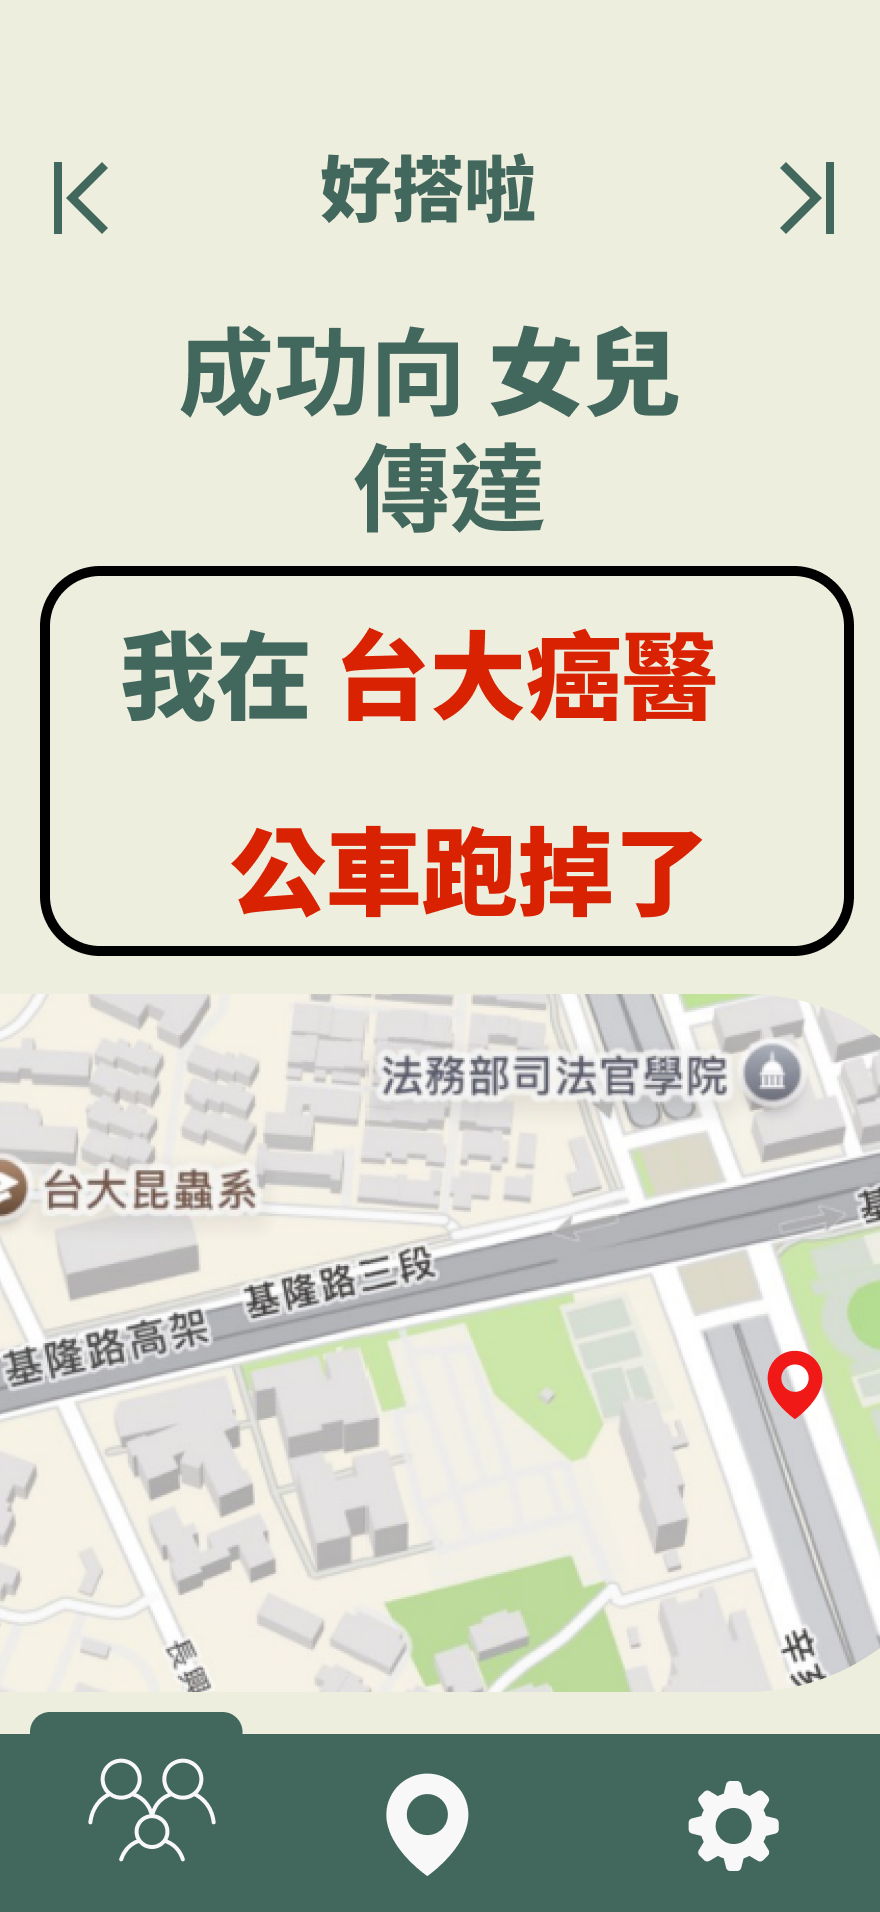 好搭啦
成功向 女兒
傳達
我在 台大癌醫
公車跑掉了
法務部司法官學院
台大昆蟲系
基隆路三段
基隆路高架
基
長興
辛